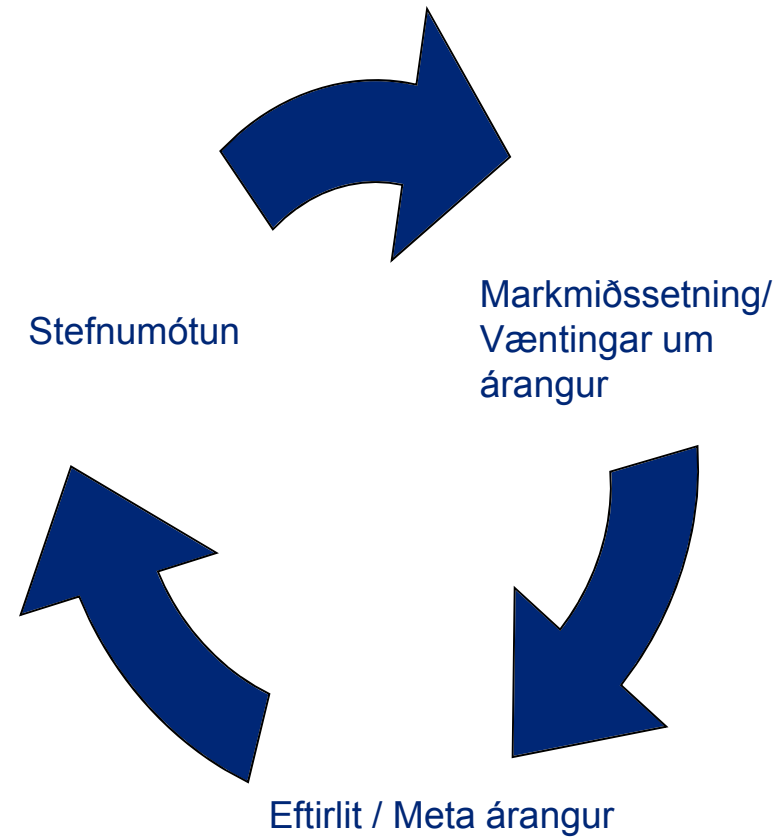 Stefnumótun
Markmiðssetning/
Væntingar um
árangur
Eftirlit / Meta árangur